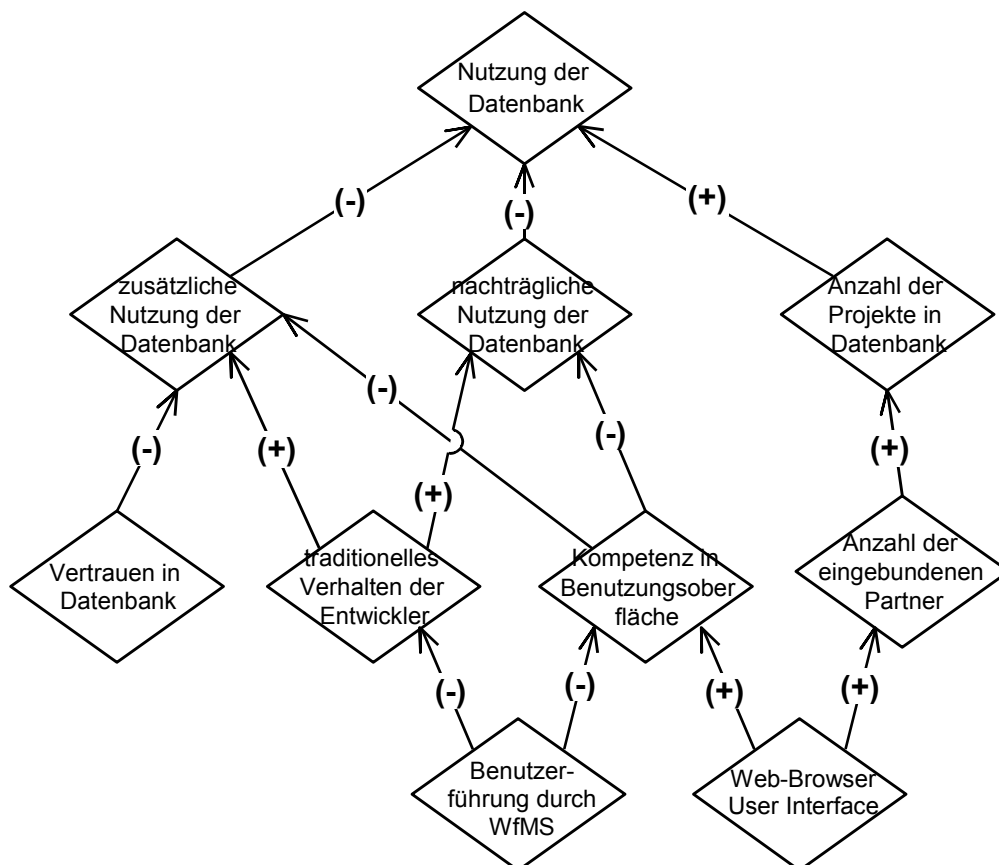 Nutzung der
Datenbank
(-)
(-)
(+)
zusätzliche
Nutzung der
Datenbank
nachträgliche
Nutzung der
Datenbank
Anzahl der
Projekte in
Datenbank
(-)
(-)
(+)
(-)
(+)
(+)
Vertrauen in
Datenbank
traditionelles
Verhalten der
Entwickler
Kompetenz in
Benutzungsober
fläche
Anzahl der
eingebundenen
Partner
(-)
(-)
(+)
(+)
Benutzer-
führung durch
WfMS
Web-Browser
User Interface